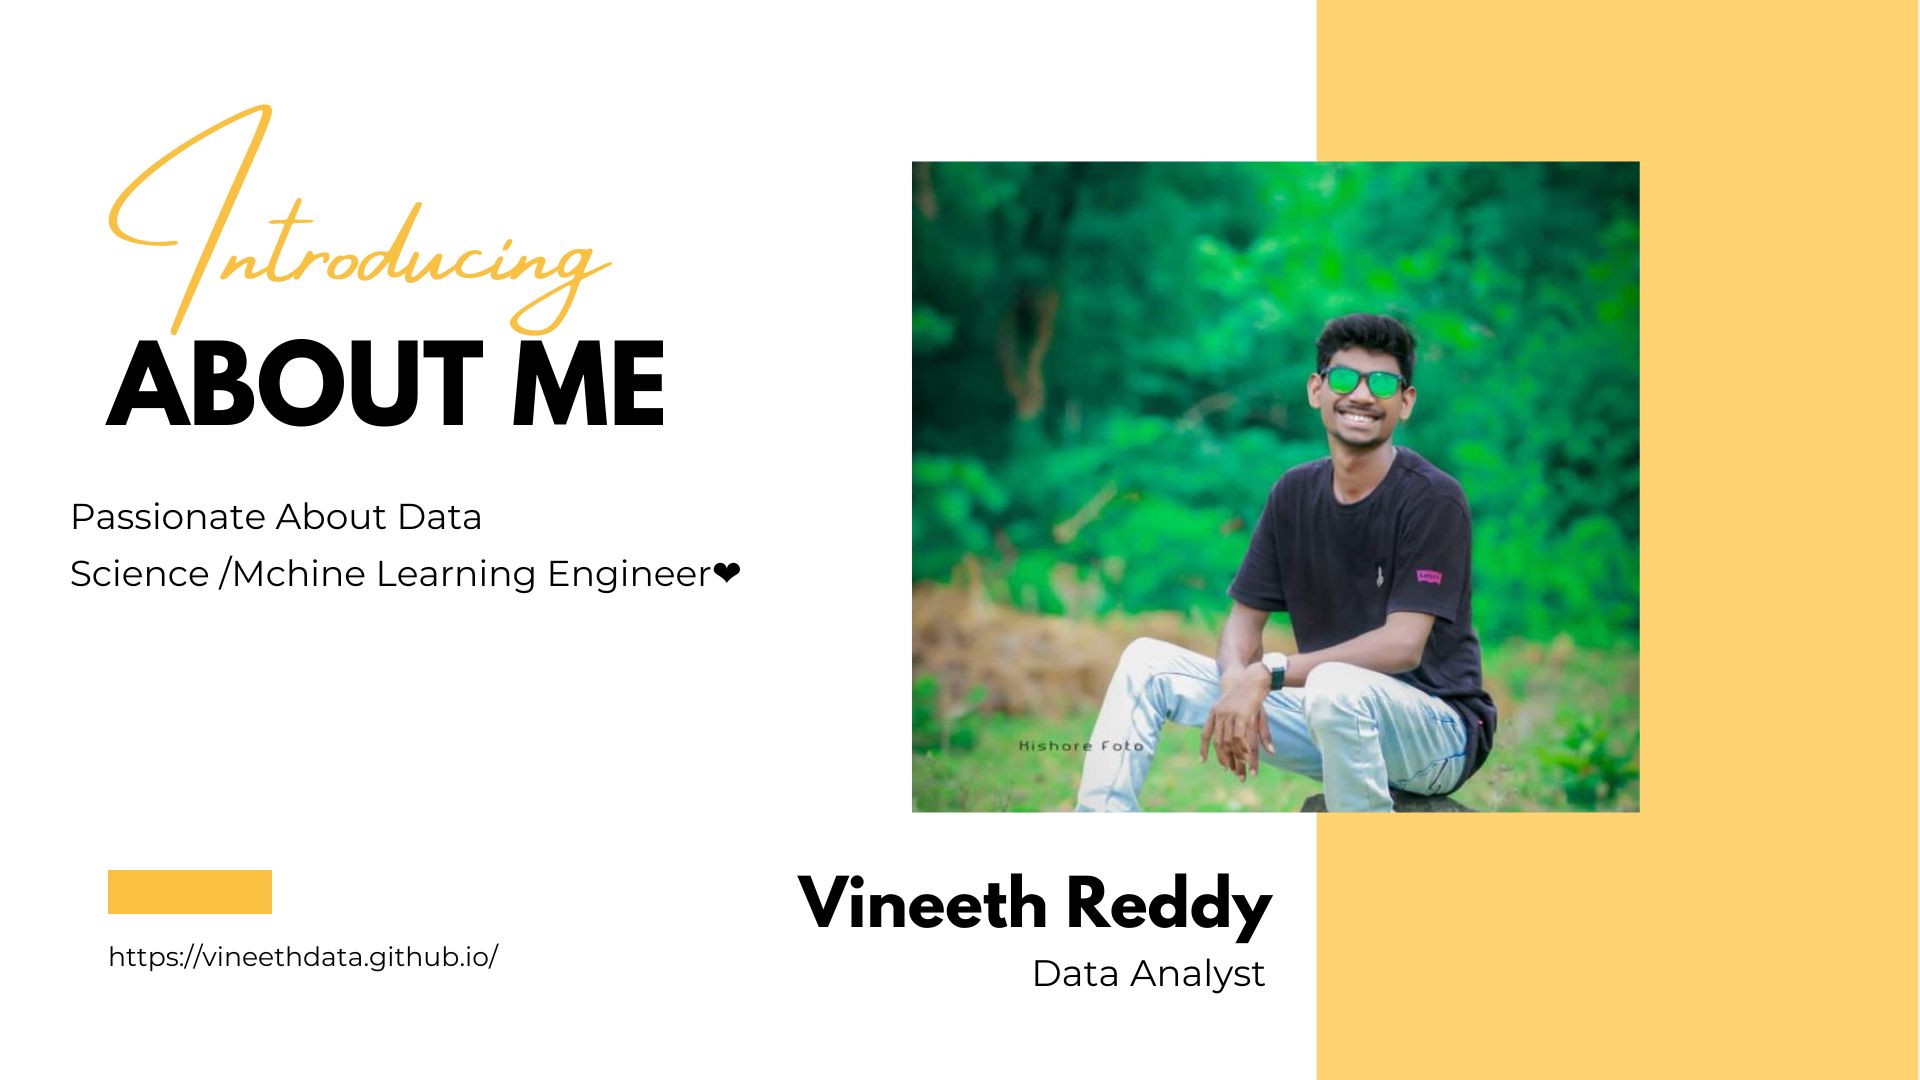 Introducing
ABOUT ME
Passionate About Data
Science /Mchine Learning Engineer❤
Kishore Foto
https://vineethdata.github.io/
Vineeth Reddy
Data Analyst